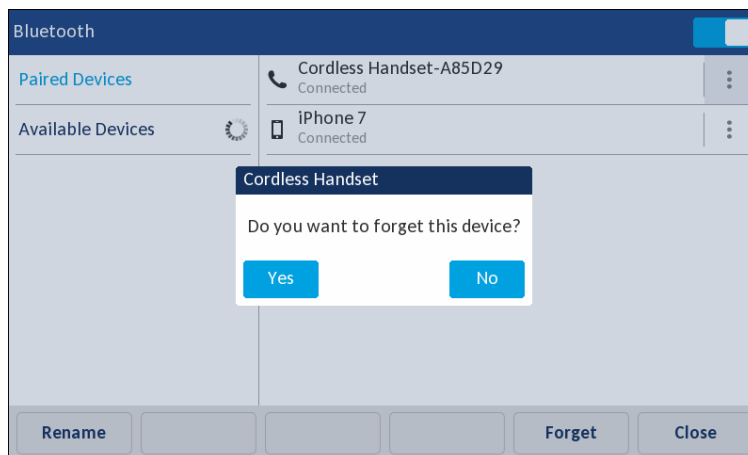 Bluetooth
Paired Devices
Cordless Handset-A85D29
Connected
Available Devices
iPhone 7
Connected
Cordless Handset
Do you want to forget this device?
Yes No
Rename Forget Close